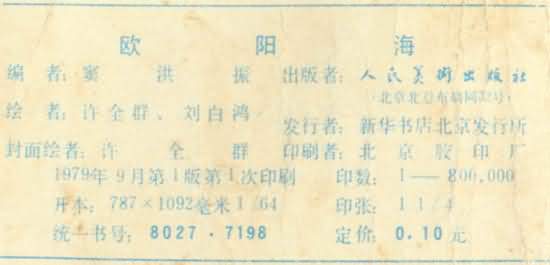 欧阳海
编者：窦洪振 出版者：人民美术出版社
（北京北总布胡同32号）
绘者：许全群、刘白鸿
发行者：新华书店北京发行所
封面绘者：许全群 印刷者：北京胶印厂
1979年9月第1版第1次印刷 印数：1—800,000
开本：787×1092毫米1/64 印张：1 1/4
统一书号：8027·7198 定价：0.10元